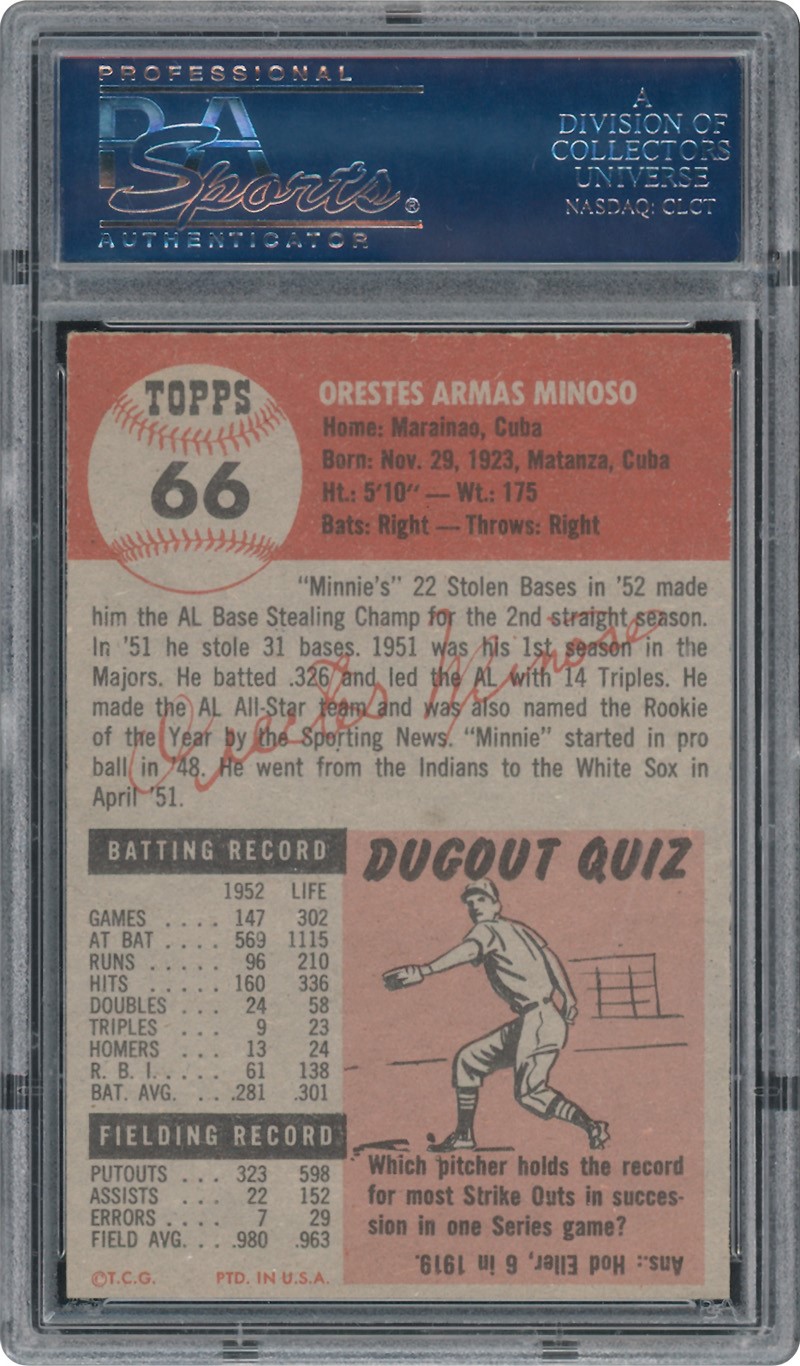 PROFESSIONAL
PSA
Sports®
AUTHENTICATOR
A
DIVISION OF
COLLECTORS
UNIVERSE
NASDAQ: CLCT
TOPPS
66
ORESTES ARMAS MINOSO
Home: Marainao, Cuba
Born: Nov. 29, 1923, Matanza, Cuba
Ht.: 5'10" — Wt.: 175
Bats: Right — Throws: Right
"Minnie's" 22 Stolen Bases in '52 made
him the AL Base Stealing Champ for the 2nd straight season.
In '51 he stole 31 bases. 1951 was his 1st season in the
Majors. He batted .326 and led the AL with 14 Triples. He
made the AL All-Star team and was also named the Rookie
of the Year by the Sporting News. "Minnie" started in pro
ball in '48. He went from the Indians to the White Sox in
April '51.
Orestes Minoso
BATTING RECORD
1952 LIFE
GAMES .... 147 302
AT BAT .... 569 1115
RUNS ..... 96 210
HITS ..... 160 336
DOUBLES ... 24 58
TRIPLES ... 9 23
HOMERS ... 13 24
R. B. I. .... 61 138
BAT. AVG. ... .281 .301
FIELDING RECORD
PUTOUTS ... 323 598
ASSISTS ... 22 152
ERRORS .... 7 29
FIELD AVG. ... .980 .963
©T.C.G. PTD. IN U.S.A.
DUGOUT QUIZ
Which pitcher holds the record
for most Strike Outs in succes-
sion in one Series game?
Ans.: Hod Eller, 6 in 1919.
PSA